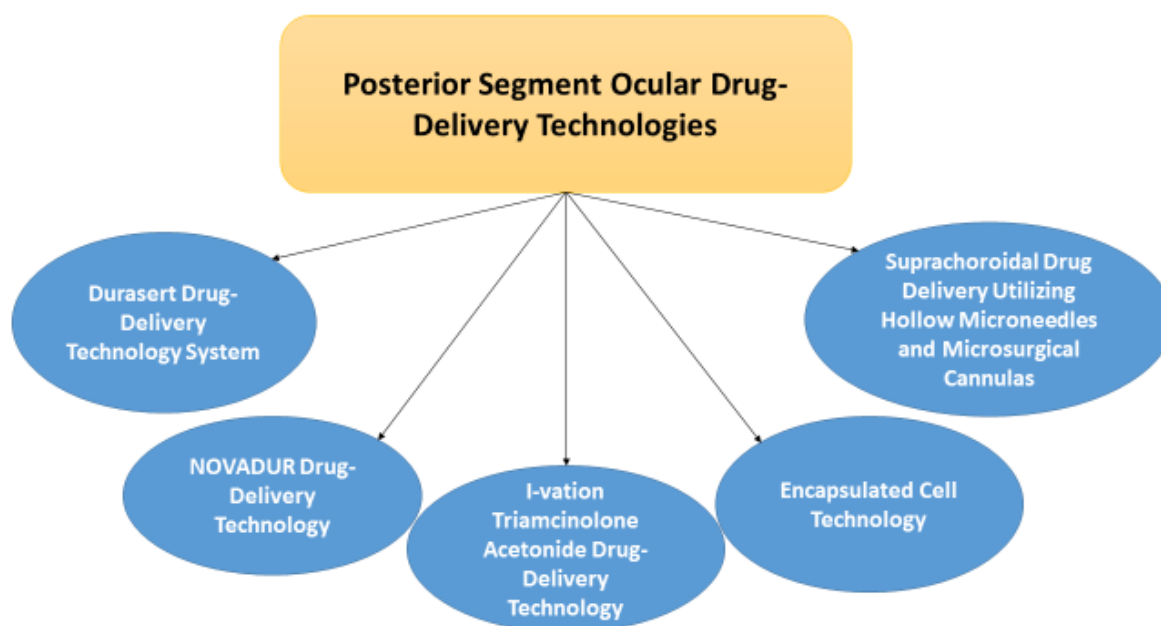 Posterior Segment Ocular Drug-
Delivery Technologies
Durasert Drug-
Delivery
Technology System
NOVADUR Drug-
Delivery
Technology
I-vation
Triamcinolone
Acetonide Drug-
Delivery
Technology
Encapsulated Cell
Technology
Suprachoroidal Drug
Delivery Utilizing
Hollow Microneedles
and Microsurgical
Cannulas